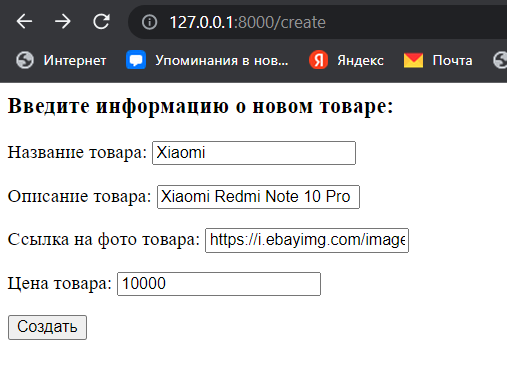 127.0.0.1:8000/create
Интернет Упоминания в нов... Яндекс Почта
Введите информацию о новом товаре:
Название товара: Xiaomi
Описание товара: Xiaomi Redmi Note 10 Pro
Ссылка на фото товара: https://i.ebayimg.com/image
Цена товара: 10000
Создать